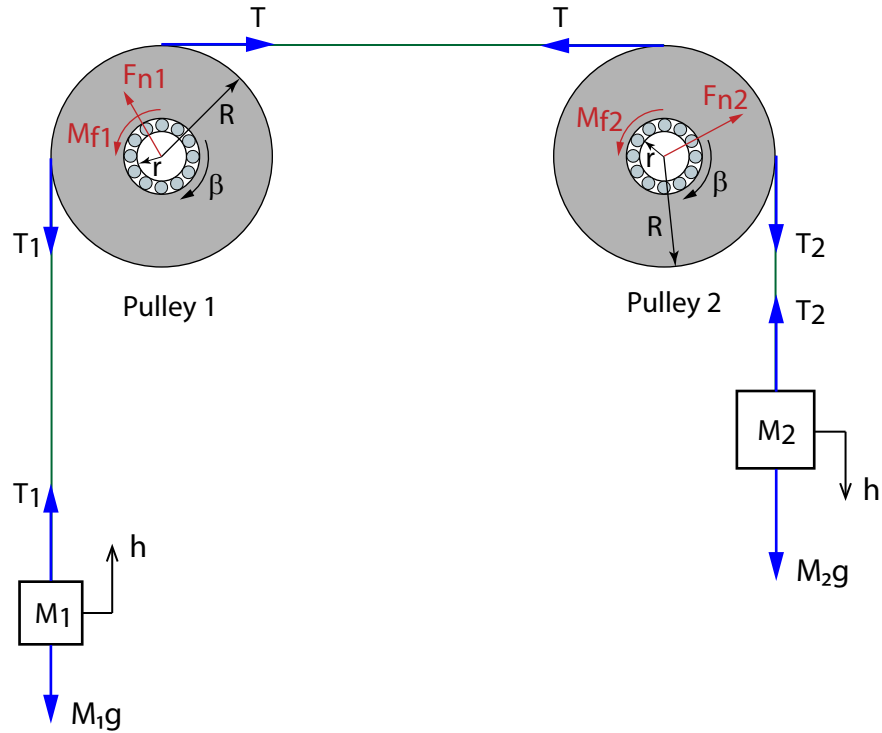 T
T
Fn1
R
Mf1
r
β
Fn2
Mf2
r
β
R
T1
T2
Pulley 1
Pulley 2
T2
M2
h
T1
h
M1
M2g
M1g